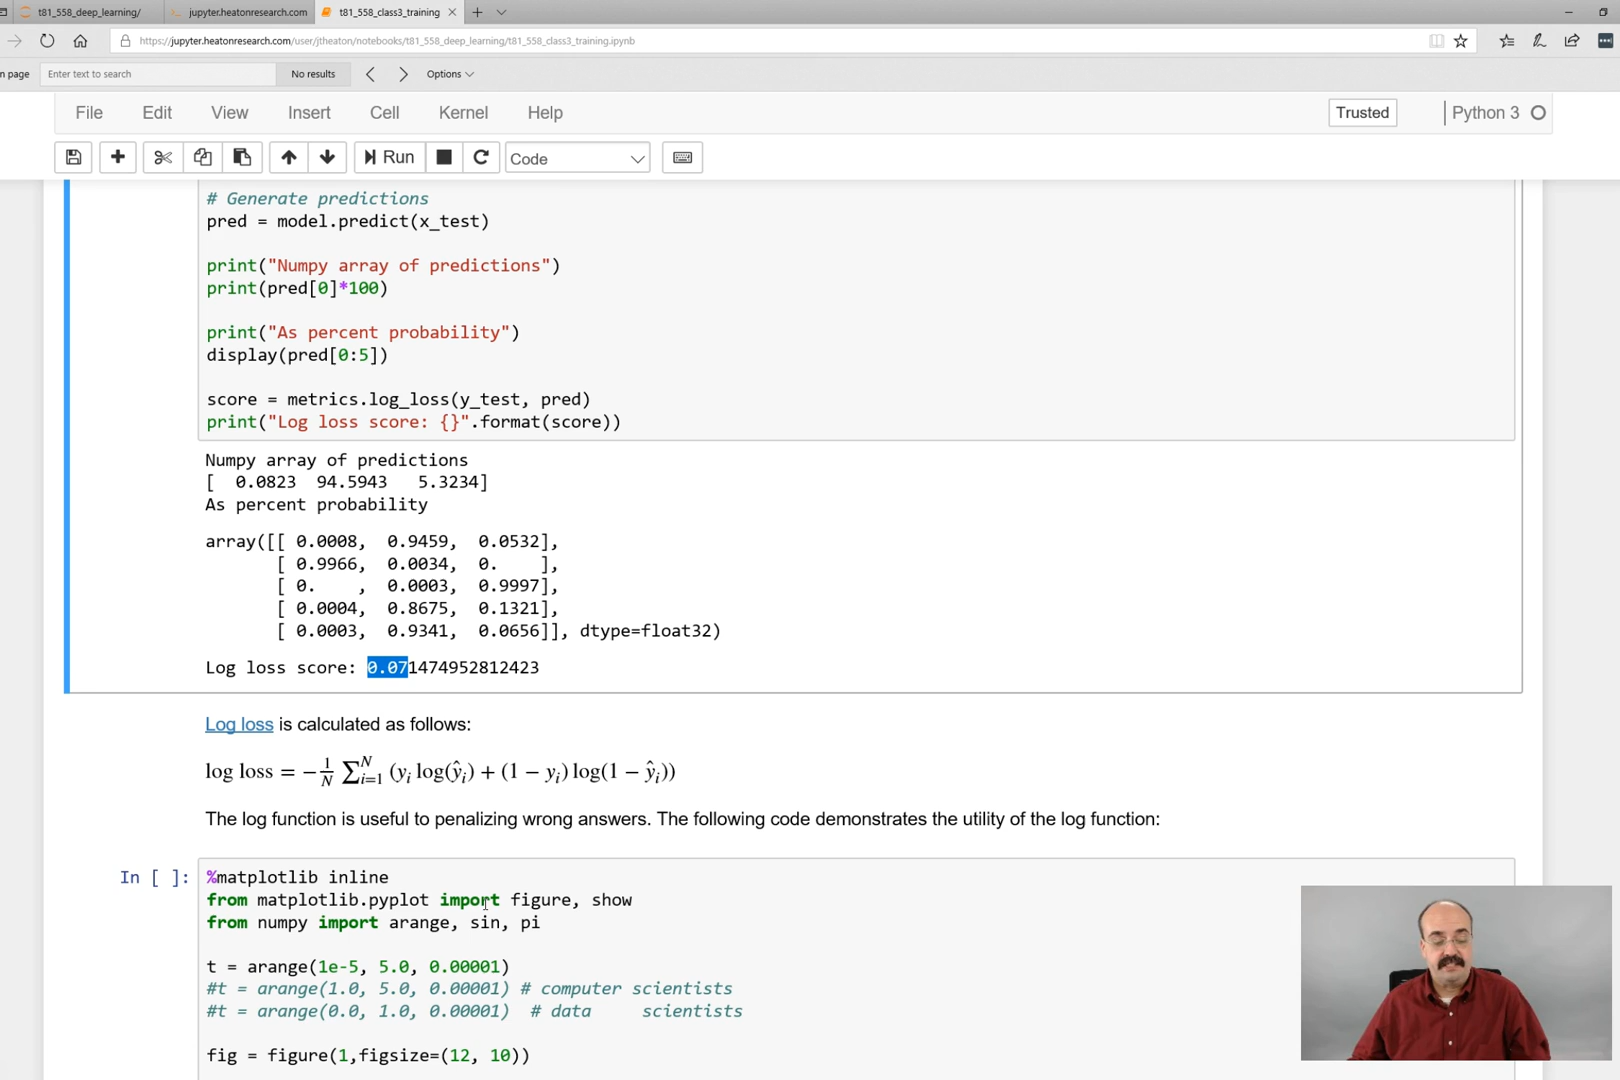 t81_558_deep_learning/
jupyter.heatonresearch.com
t81_558_class3_training
https://jupyter.heatonresearch.com/user/jtheaton/notebooks/t81_558_deep_learning/t81_558_class3_training.ipynb
n page
Enter text to search
No results
Options
File Edit View Insert Cell Kernel Help
Trusted
Python 3
Run
Code
# Generate predictions
pred = model.predict(x_test)
print("Numpy array of predictions")
print(pred[0]*100)
print("As percent probability")
display(pred[0:5])
score = metrics.log_loss(y_test, pred)
print("Log loss score: {}".format(score))
Numpy array of predictions
[ 0.0823 94.5943 5.3234]
As percent probability
array([[ 0.0008, 0.9459, 0.0532],
[ 0.9966, 0.0034, 0. ],
[ 0. , 0.0003, 0.9997],
[ 0.0004, 0.8675, 0.1321],
[ 0.0003, 0.9341, 0.0656]], dtype=float32)
Log loss score: 0.071474952812423
Log loss is calculated as follows:
log loss = −1/N ∑_{i=1}^{N} (y_i log(ŷ_i) + (1 − y_i) log(1 − ŷ_i))
The log function is useful to penalizing wrong answers. The following code demonstrates the utility of the log function:
In [ ]: %matplotlib inline
from matplotlib.pyplot import figure, show
from numpy import arange, sin, pi
t = arange(1e-5, 5.0, 0.00001)
#t = arange(1.0, 5.0, 0.00001) # computer scientists
#t = arange(0.0, 1.0, 0.00001) # data scientists
fig = figure(1,figsize=(12, 10))